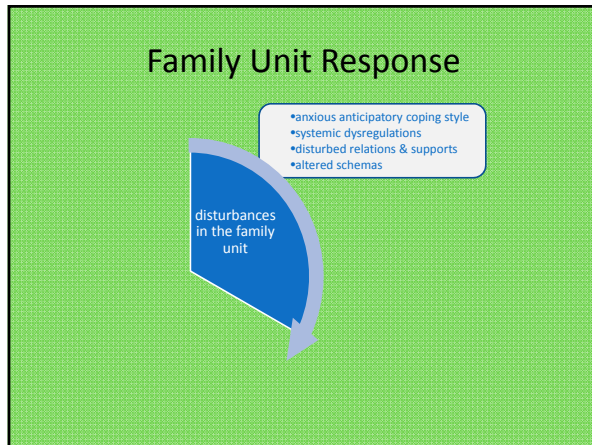 Family Unit Response
•anxious anticipatory coping style
•systemic dysregulations
•disturbed relations & supports
•altered schemas
disturbances
in the family
unit